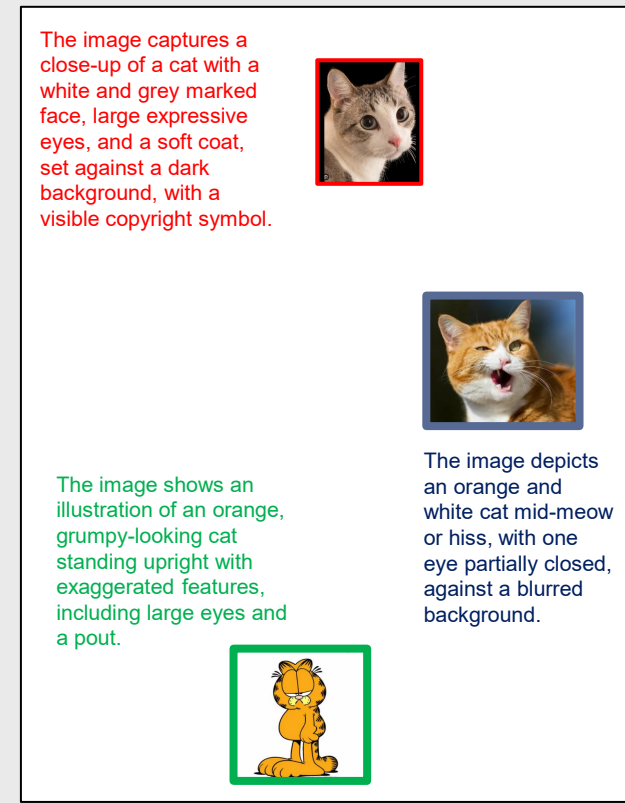 The image captures a
close-up of a cat with a
white and grey marked
face, large expressive
eyes, and a soft coat,
set against a dark
background, with a
visible copyright symbol.
The image depicts
an orange and
white cat mid-meow
or hiss, with one
eye partially closed,
against a blurred
background.
The image shows an
illustration of an orange,
grumpy-looking cat
standing upright with
exaggerated features,
including large eyes and
a pout.